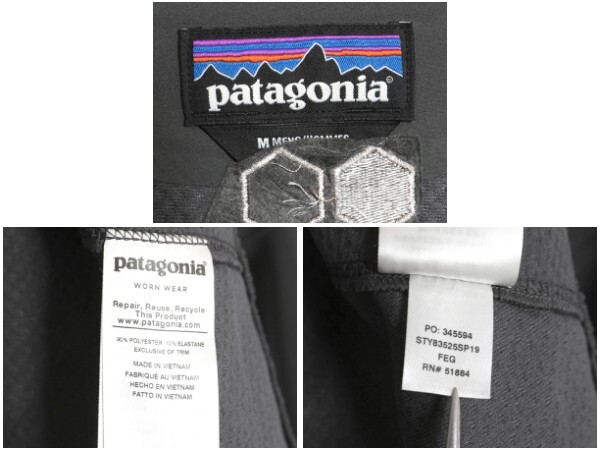 patagonia®
M MENS/HOMMES
patagonia®
WORN WEAR
Repair, Reuse, Recycle
This Product
www.patagonia.com
90% POLYESTER, 10% ELASTANE
EXCLUSIVE OF TRIM
MADE IN VIETNAM
FABRIQUÉ AU VIETNAM
HECHO EN VIETNAM
FATTO IN VIETNAM
PO: 345594
STY83525SP19
FEG
RN# 51884